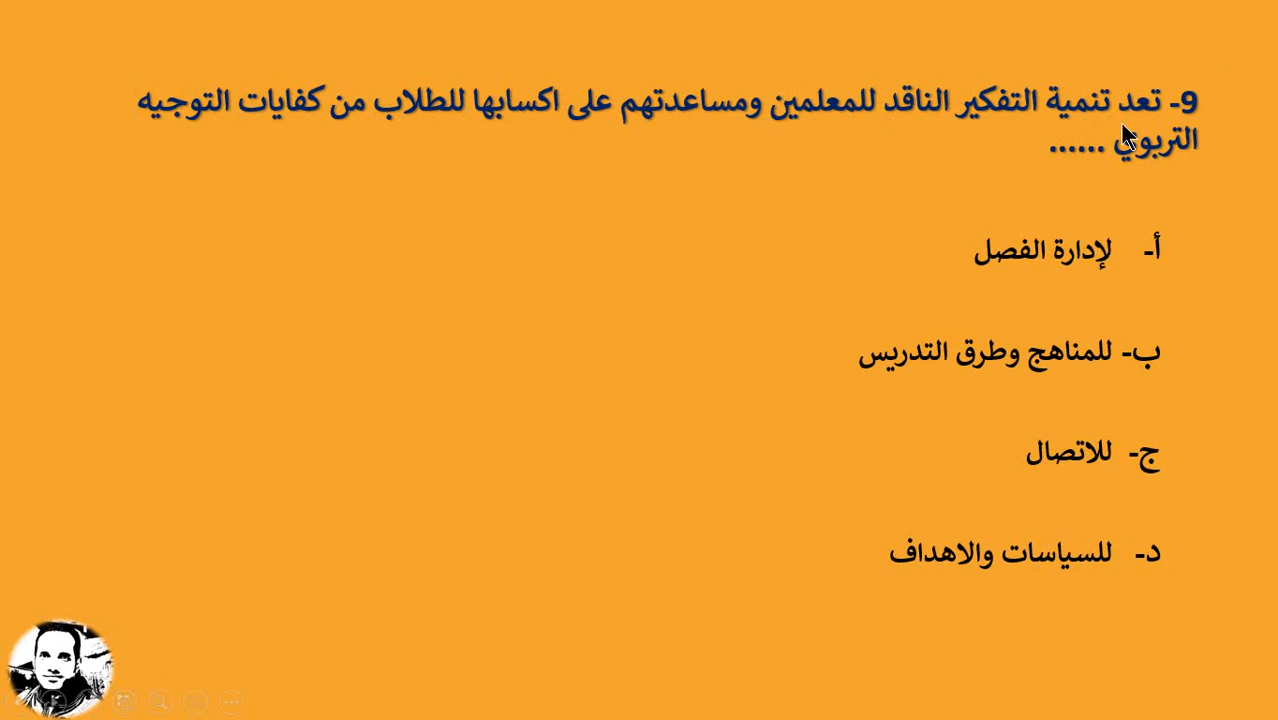 9- تعد تنمية التفكير الناقد للمعلمين ومساعدتهم على اكسابها للطلاب من كفايات التوجيه
التربوي ......
أ- لإدارة الفصل
ب- للمناهج وطرق التدريس
ج- للاتصال
د- للسياسات والاهداف